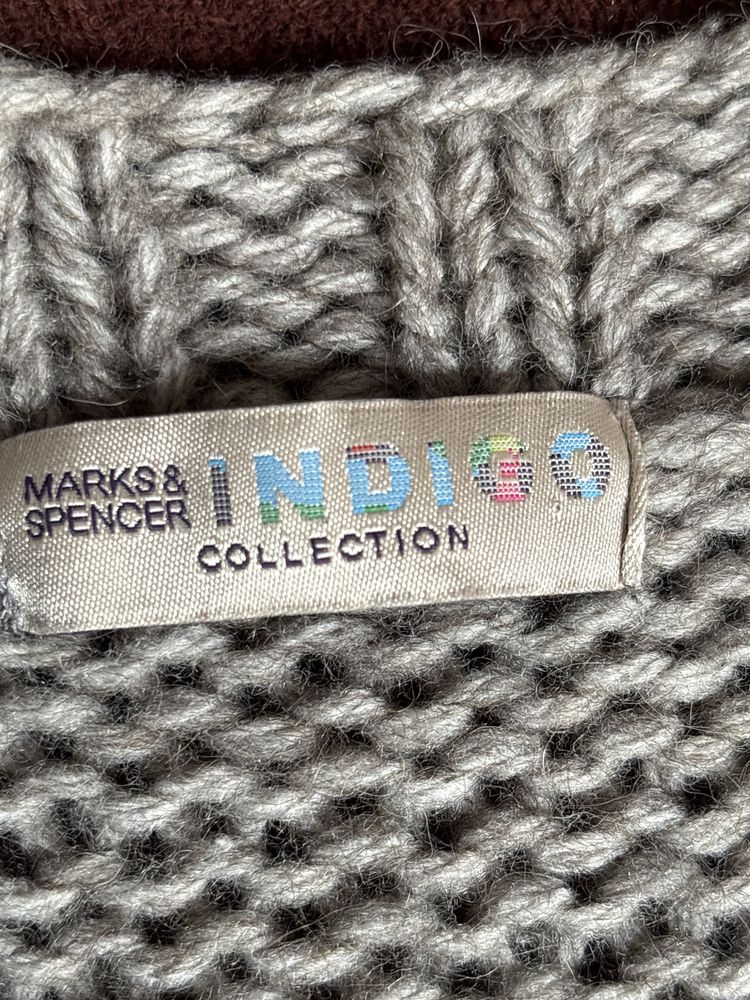 MARKS &
SPENCER
INDIGO
COLLECTION